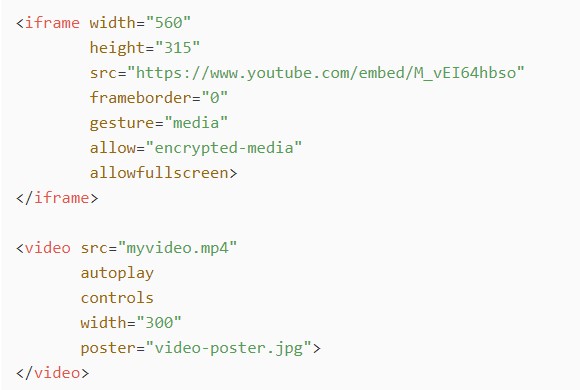 <iframe width="560"
        height="315"
        src="https://www.youtube.com/embed/M_vEI64hbso"
        frameborder="0"
        gesture="media"
        allow="encrypted-media"
        allowfullscreen>
</iframe>

<video src="myvideo.mp4"
       autoplay
       controls
       width="300"
       poster="video-poster.jpg">
</video>